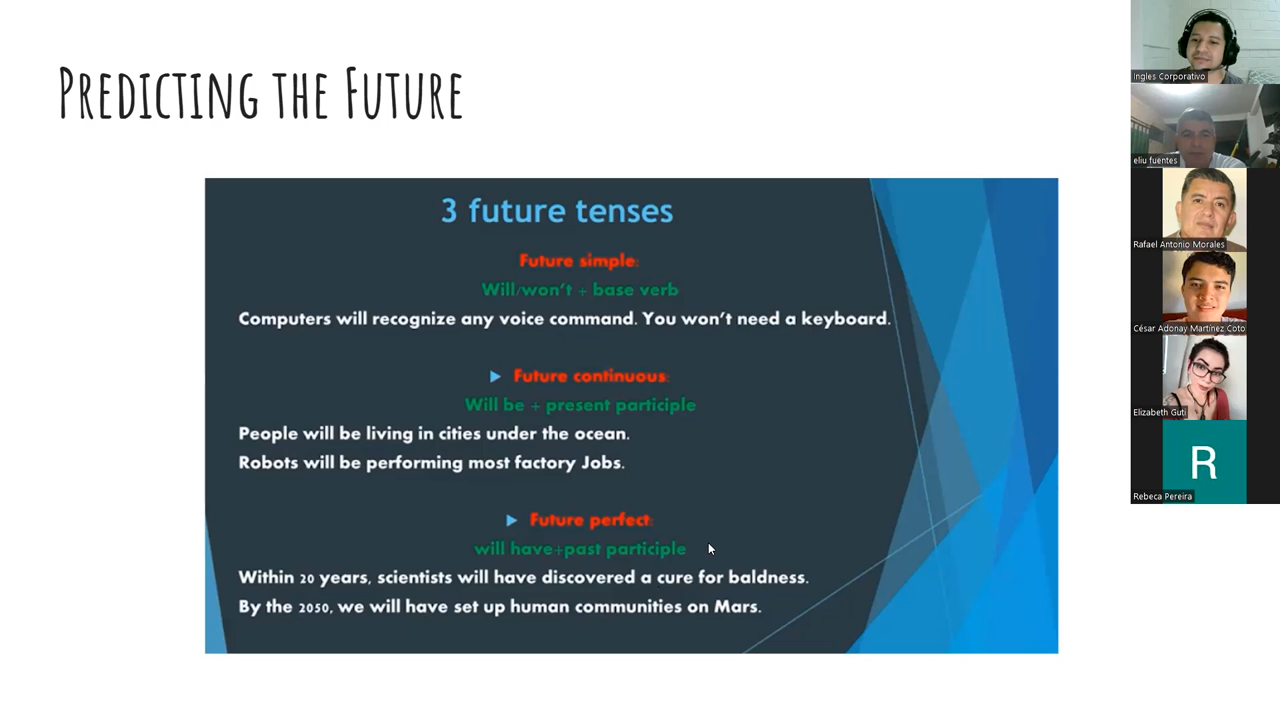 Predicting the Future
3 future tenses
Future simple:
Will/won't + base verb
Computers will recognize any voice command. You won't need a keyboard.
Future continuous:
Will be + present participle
People will be living in cities under the ocean.
Robots will be performing most factory Jobs.
Future perfect:
will have+past participle
Within 20 years, scientists will have discovered a cure for baldness.
By the 2050, we will have set up human communities on Mars.
Ingles Corporativo
eliu fuentes
Rafael Antonio Morales
César Adonay Martínez Coto
Elizabeth Guti
R
Rebeca Pereira